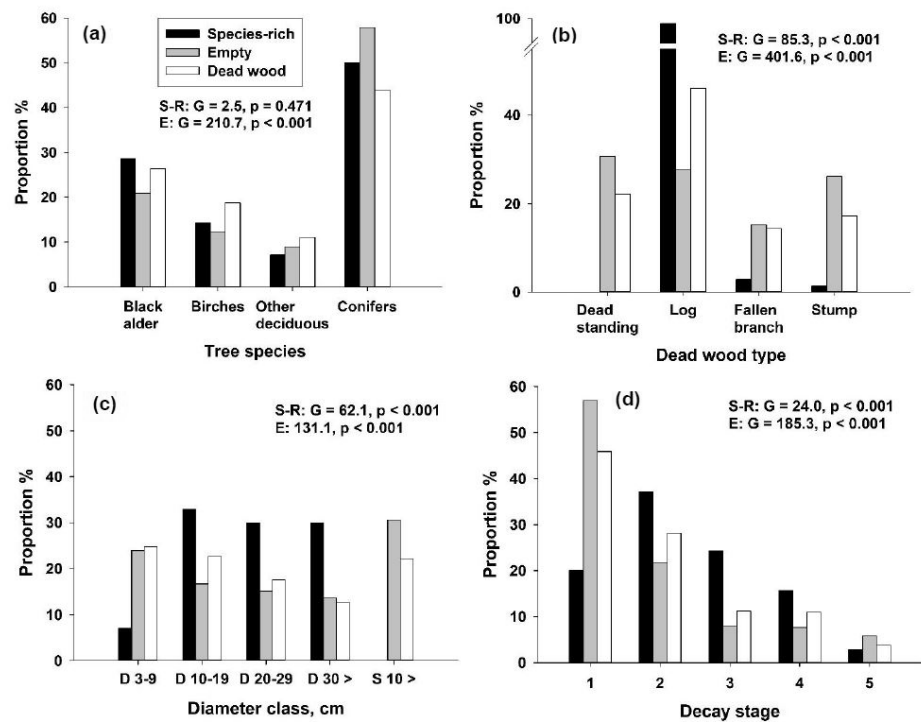 (a)
Species-rich
Empty
Dead wood
S-R: G = 2.5, p = 0.471
E: G = 210.7, p < 0.001
Proportion %
60
50
40
30
20
10
0
Black alder
Birches
Other deciduous
Conifers
Tree species
(b)
S-R: G = 85.3, p < 0.001
E: G = 401.6, p < 0.001
Proportion %
100
40
20
0
Dead standing
Log
Fallen branch
Stump
Dead wood type
(c)
S-R: G = 62.1, p < 0.001
E: 131.1, p < 0.001
Proportion %
60
50
40
30
20
10
0
D 3-9
D 10-19
D 20-29
D 30 >
S 10 >
Diameter class, cm
(d)
S-R: G = 24.0, p < 0.001
E: G = 185.3, p < 0.001
Proportion %
60
50
40
30
20
10
0
1
2
3
4
5
Decay stage